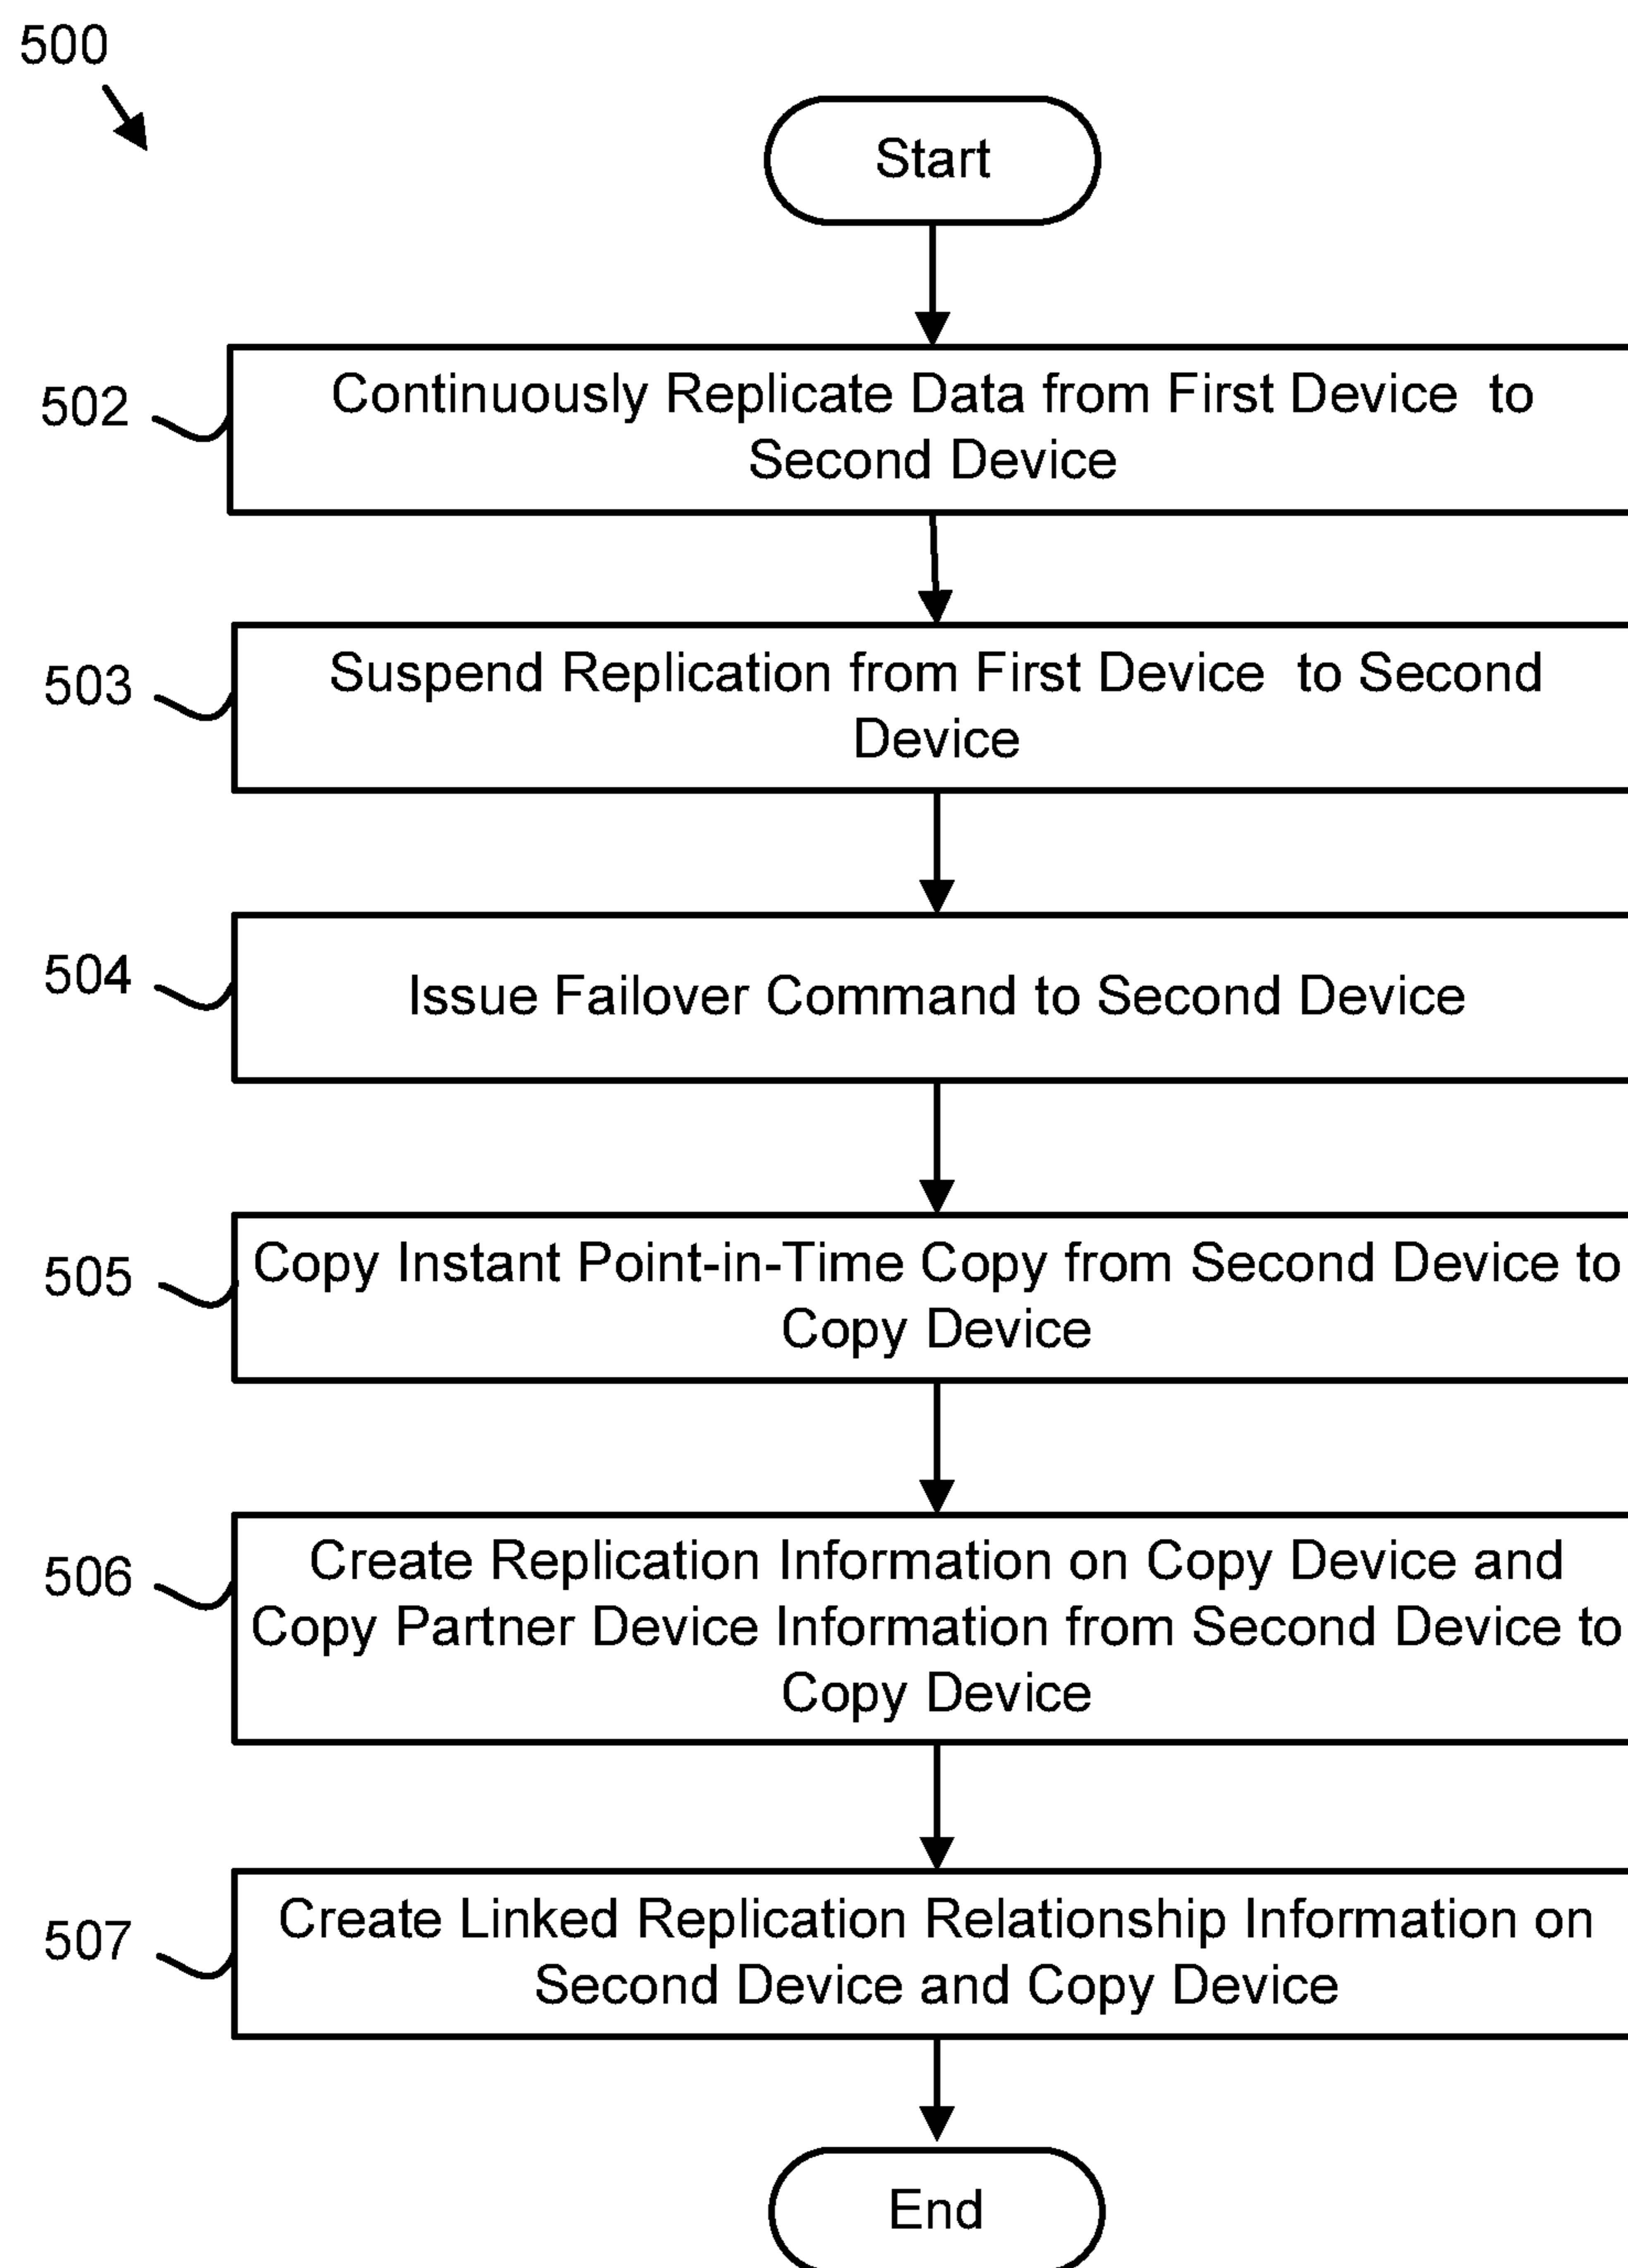 500
Start
502
Continuously Replicate Data from First Device to
Second Device
503
Suspend Replication from First Device to Second
Device
504
Issue Failover Command to Second Device
505
Copy Instant Point-in-Time Copy from Second Device to
Copy Device
506
Create Replication Information on Copy Device and
Copy Partner Device Information from Second Device to
Copy Device
507
Create Linked Replication Relationship Information on
Second Device and Copy Device
End